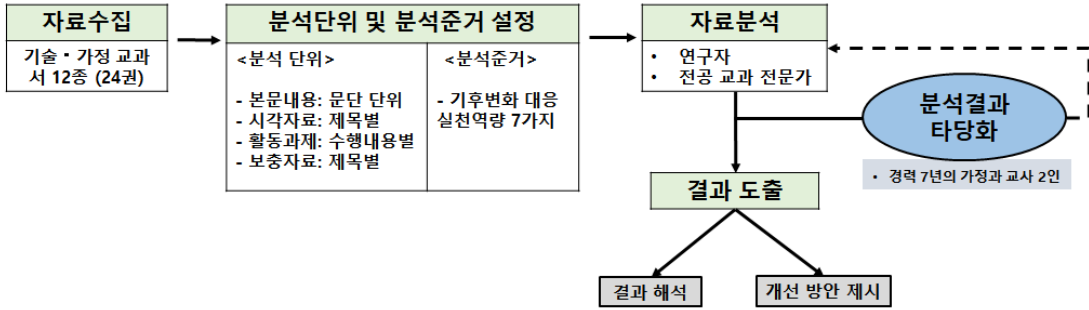 자료수집
기술・가정 교과
서 12종 (24권)
분석단위 및 분석준거 설정
<분석 단위>
- 본문내용: 문단 단위
- 시각자료: 제목별
- 활동과제: 수행내용별
- 보충자료: 제목별
<분석준거>
- 기후변화 대응
실천역량 7가지
자료분석
• 연구자
• 전공 교과 전문가
분석결과
타당화
• 경력 7년의 가정과 교사 2인
결과 도출
결과 해석
개선 방안 제시